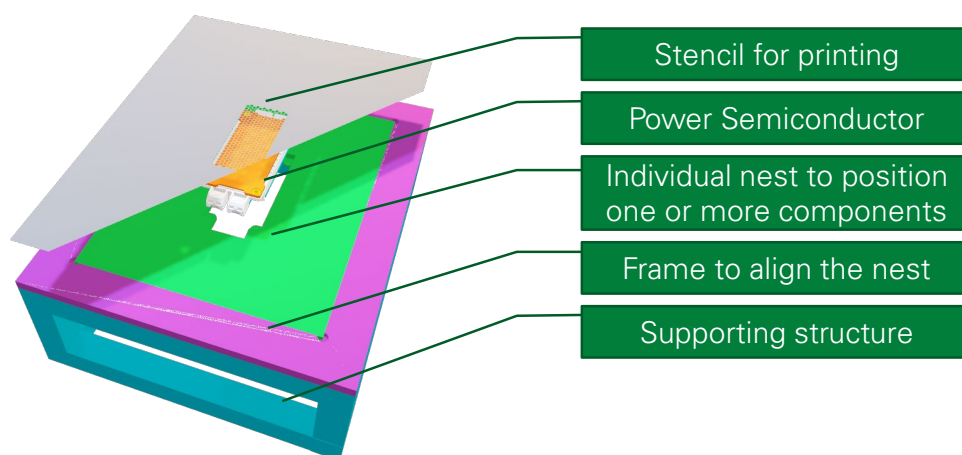 Stencil for printing
Power Semiconductor
Individual nest to position
one or more components
Frame to align the nest
Supporting structure